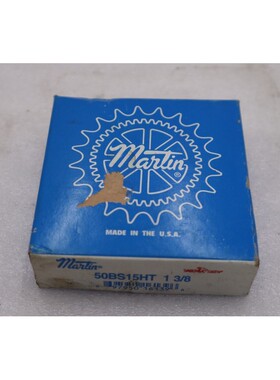 Martin
®
MADE IN THE U.S.A.
Martin
50BS15HT 1 3/8